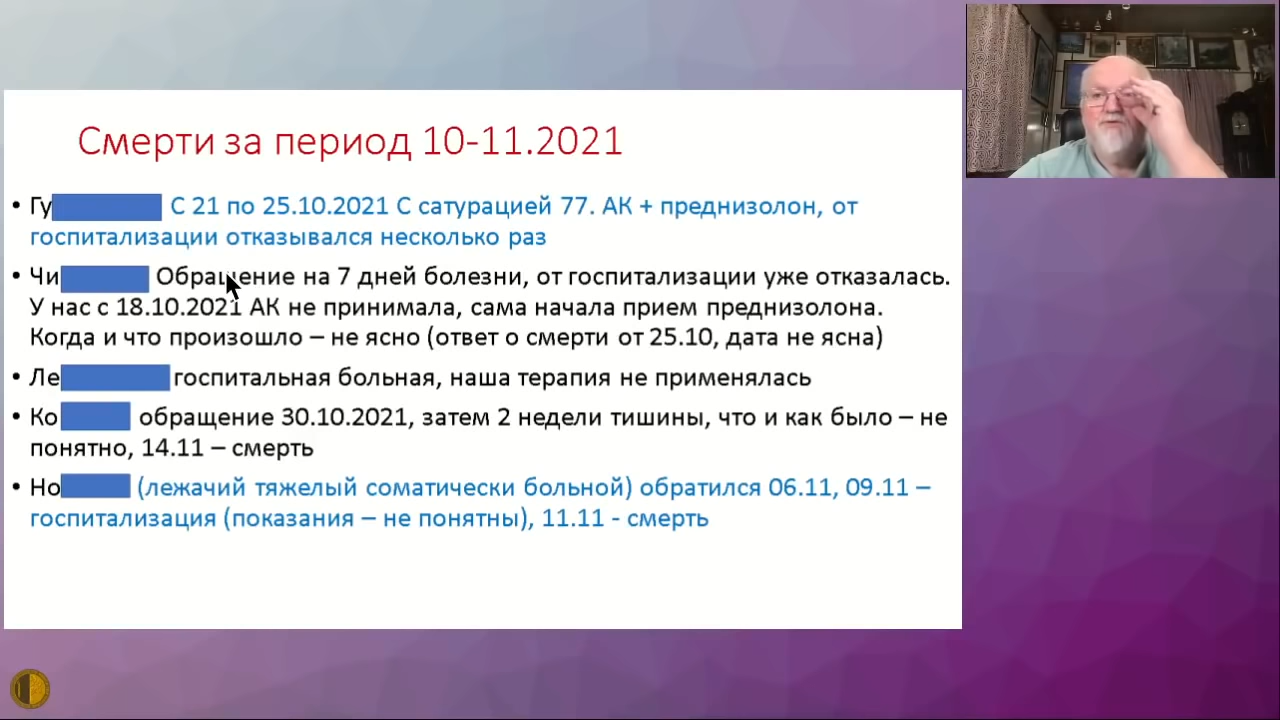 Смерти за период 10-11.2021
• Гу С 21 по 25.10.2021 С сатурацией 77. АК + преднизолон, от
госпитализации отказывался несколько раз
• Чи Обращение на 7 дней болезни, от госпитализации уже отказалась.
У нас с 18.10.2021 АК не принимала, сама начала прием преднизолона.
Когда и что произошло – не ясно (ответ о смерти от 25.10, дата не ясна)
• Ле госпитальная больная, наша терапия не применялась
• Ко обращение 30.10.2021, затем 2 недели тишины, что и как было – не
понятно, 14.11 – смерть
• Но (лежачий тяжелый соматически больной) обратился 06.11, 09.11 –
госпитализация (показания – не понятны), 11.11 - смерть